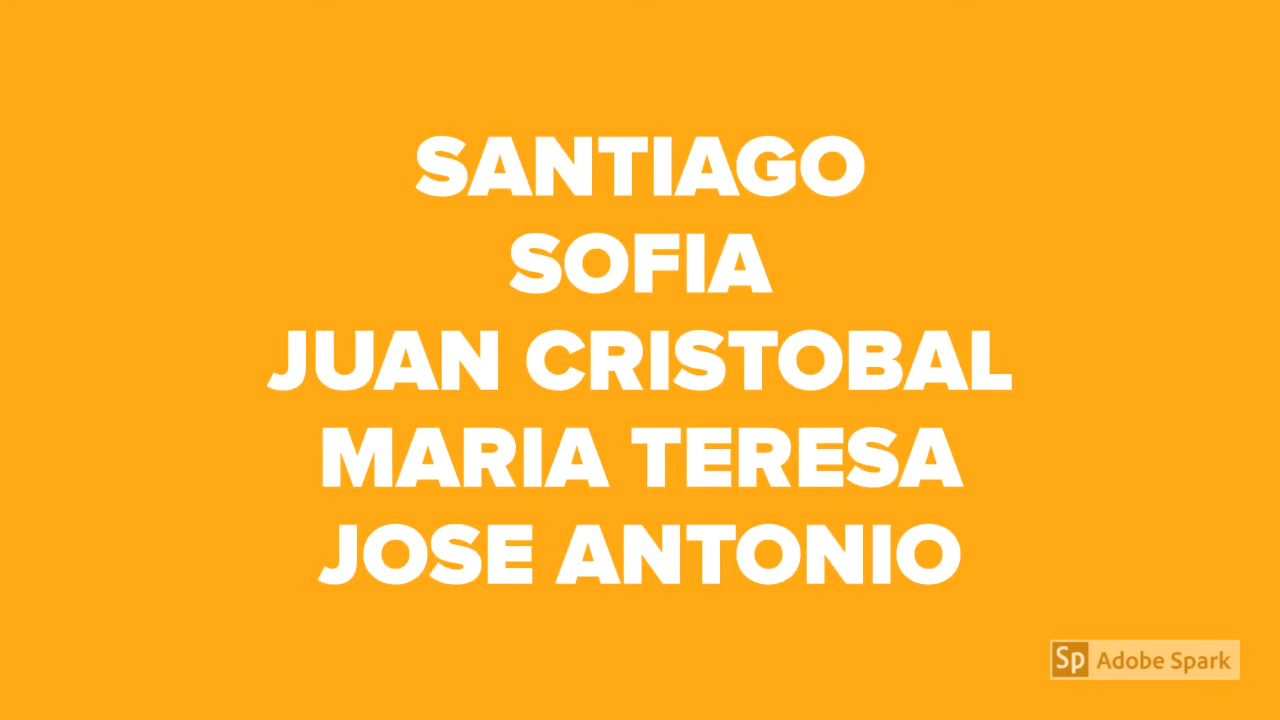 SANTIAGO
SOFIA
JUAN CRISTOBAL
MARIA TERESA
JOSE ANTONIO
Sp Adobe Spark